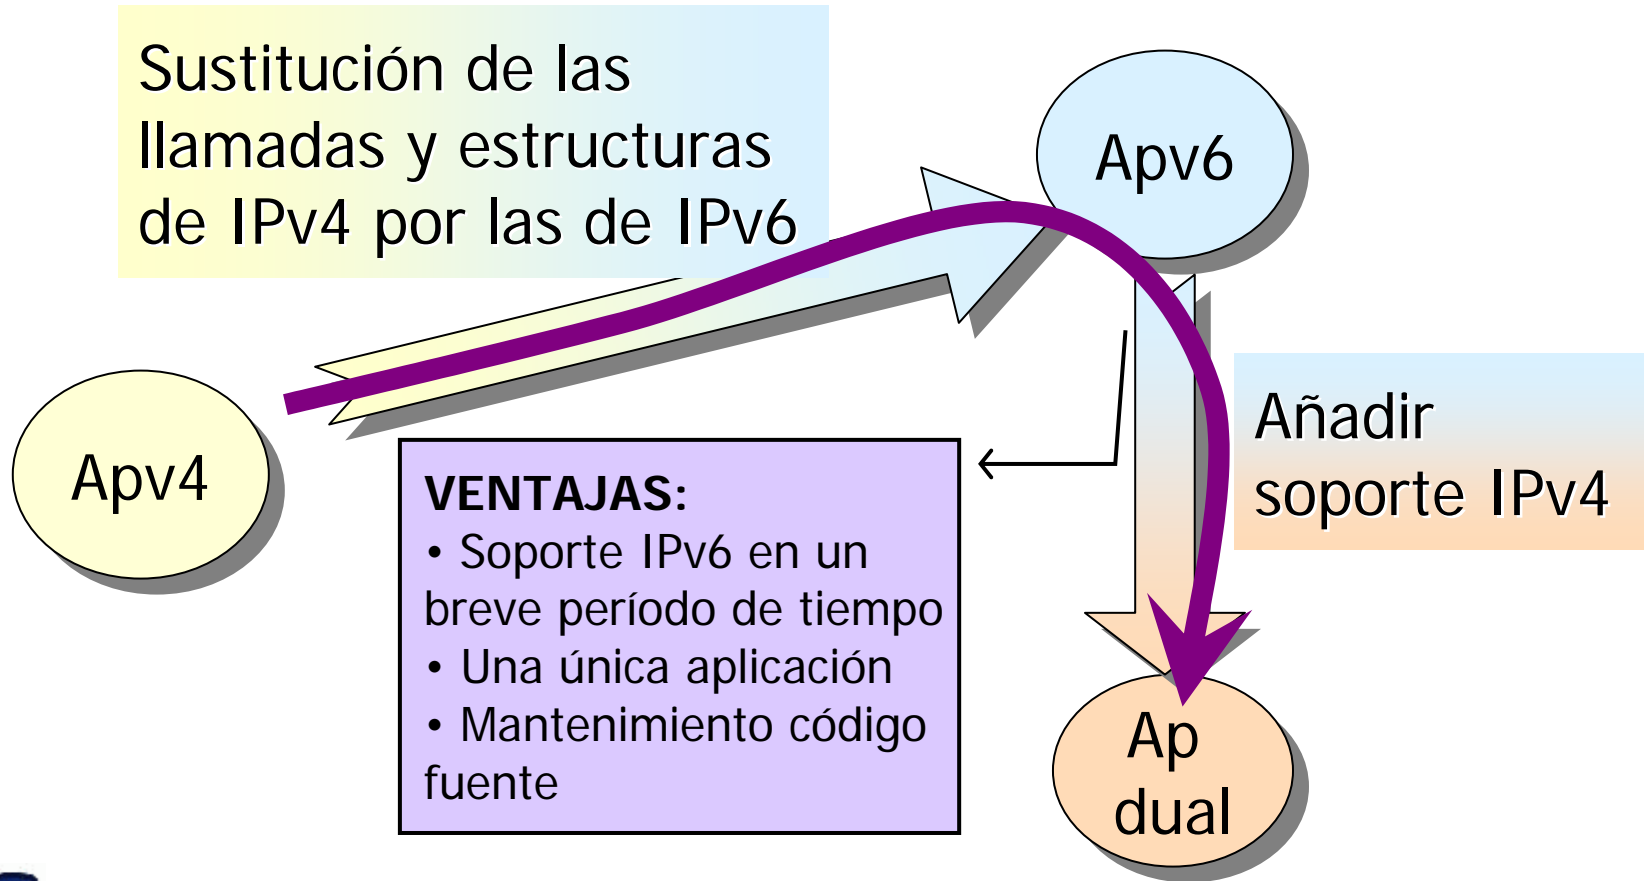 Sustitución de las
llamadas y estructuras
de IPv4 por las de IPv6
Apv6
Apv4
Añadir
soporte IPv4
VENTAJAS:
• Soporte IPv6 en un
breve período de tiempo
• Una única aplicación
• Mantenimiento código
fuente
Ap
dual